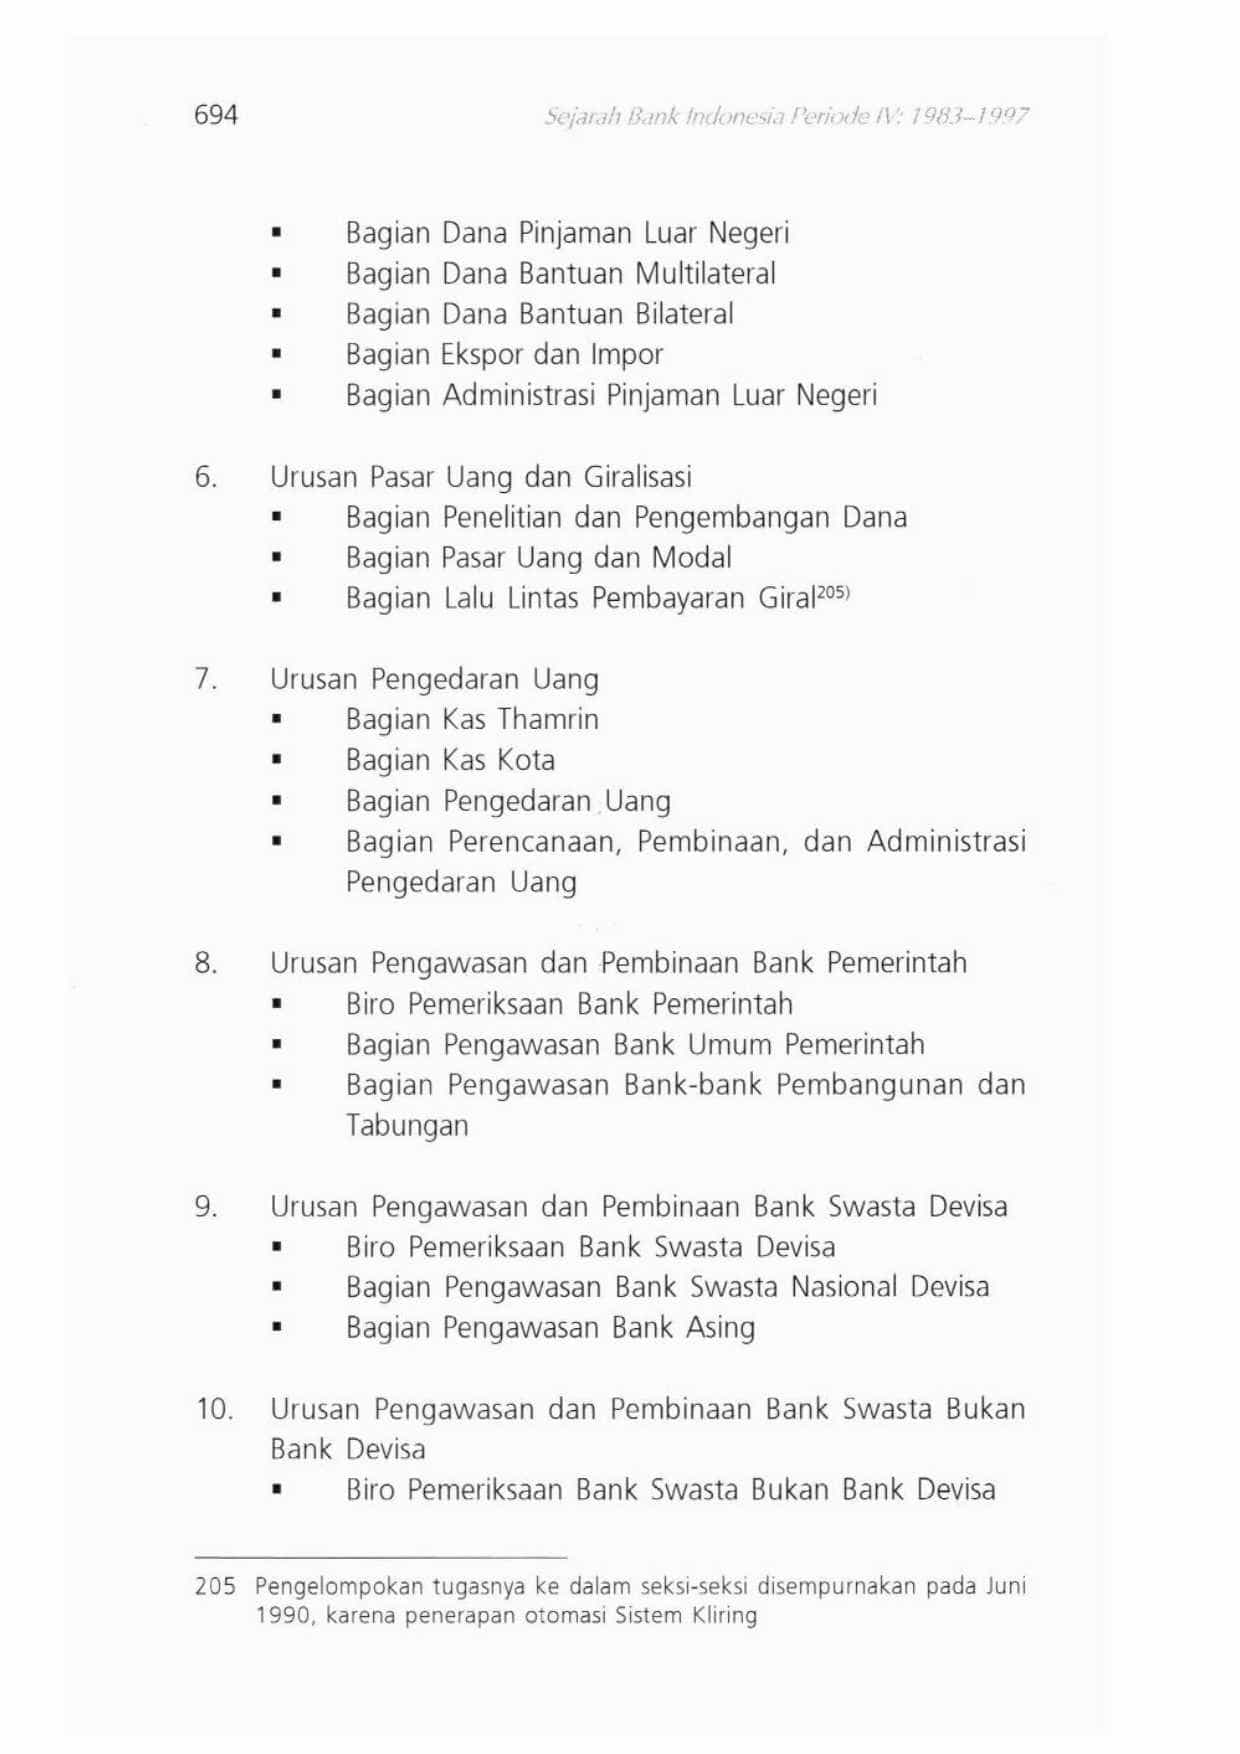 694
Sejarah Bank Indonesia Periode IV: 1983–1997
▪ Bagian Dana Pinjaman Luar Negeri
▪ Bagian Dana Bantuan Multilateral
▪ Bagian Dana Bantuan Bilateral
▪ Bagian Ekspor dan Impor
▪ Bagian Administrasi Pinjaman Luar Negeri
6. Urusan Pasar Uang dan Giralisasi
▪ Bagian Penelitian dan Pengembangan Dana
▪ Bagian Pasar Uang dan Modal
▪ Bagian Lalu Lintas Pembayaran Giral205)
7. Urusan Pengedaran Uang
▪ Bagian Kas Thamrin
▪ Bagian Kas Kota
▪ Bagian Pengedaran Uang
▪ Bagian Perencanaan, Pembinaan, dan Administrasi
Pengedaran Uang
8. Urusan Pengawasan dan Pembinaan Bank Pemerintah
▪ Biro Pemeriksaan Bank Pemerintah
▪ Bagian Pengawasan Bank Umum Pemerintah
▪ Bagian Pengawasan Bank-bank Pembangunan dan
Tabungan
9. Urusan Pengawasan dan Pembinaan Bank Swasta Devisa
▪ Biro Pemeriksaan Bank Swasta Devisa
▪ Bagian Pengawasan Bank Swasta Nasional Devisa
▪ Bagian Pengawasan Bank Asing
10. Urusan Pengawasan dan Pembinaan Bank Swasta Bukan
Bank Devisa
▪ Biro Pemeriksaan Bank Swasta Bukan Bank Devisa
205 Pengelompokan tugasnya ke dalam seksi-seksi disempurnakan pada Juni
1990, karena penerapan otomasi Sistem Kliring